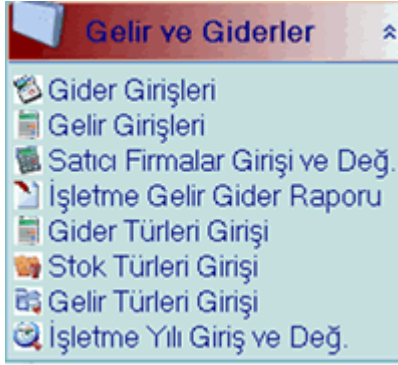 Gelir ve Giderler
Gider Girişleri
Gelir Girişleri
Satıcı Firmalar Girişi ve Değ.
İşletme Gelir Gider Raporu
Gider Türleri Girişi
Stok Türleri Girişi
Gelir Türleri Girişi
İşletme Yılı Giriş ve Değ.